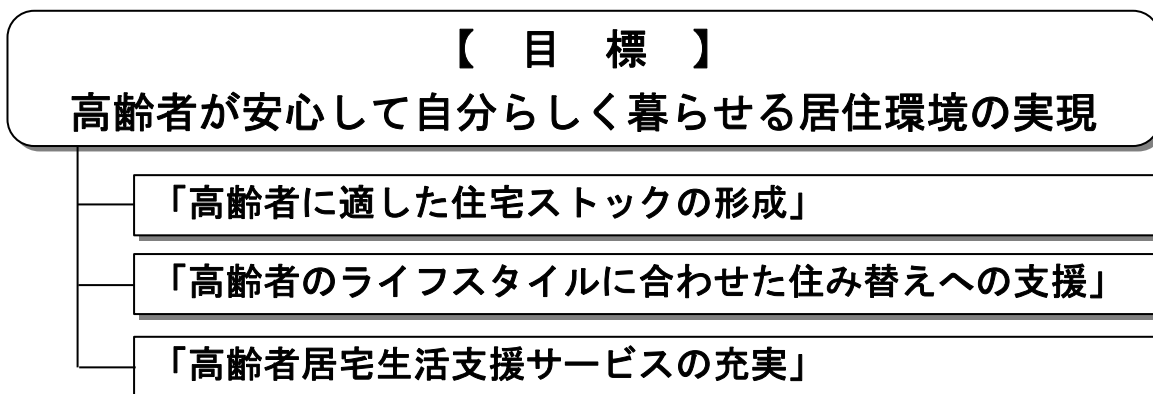 【 目 標 】
高齢者が安心して自分らしく暮らせる居住環境の実現
「高齢者に適した住宅ストックの形成」
「高齢者のライフスタイルに合わせた住み替えへの支援」
「高齢者居宅生活支援サービスの充実」